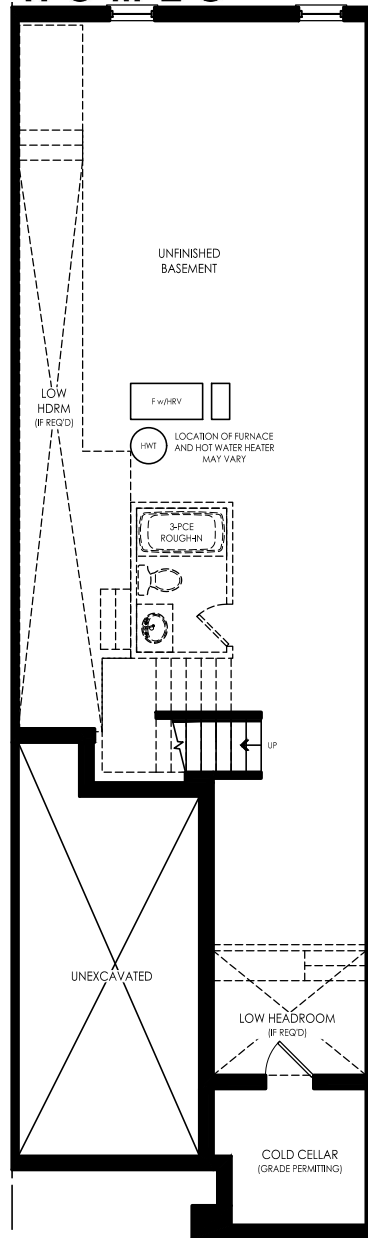 UNFINISHED
BASEMENT
F w/HRV
LOW
HDRM
(IF REQ'D)
HWT
LOCATION OF FURNACE
AND HOT WATER HEATER
MAY VARY
3-PCE
ROUGH-IN
UP
UNEXCAVATED
LOW HEADROOM
(IF REQ'D)
COLD CELLAR
(GRADE PERMITTING)